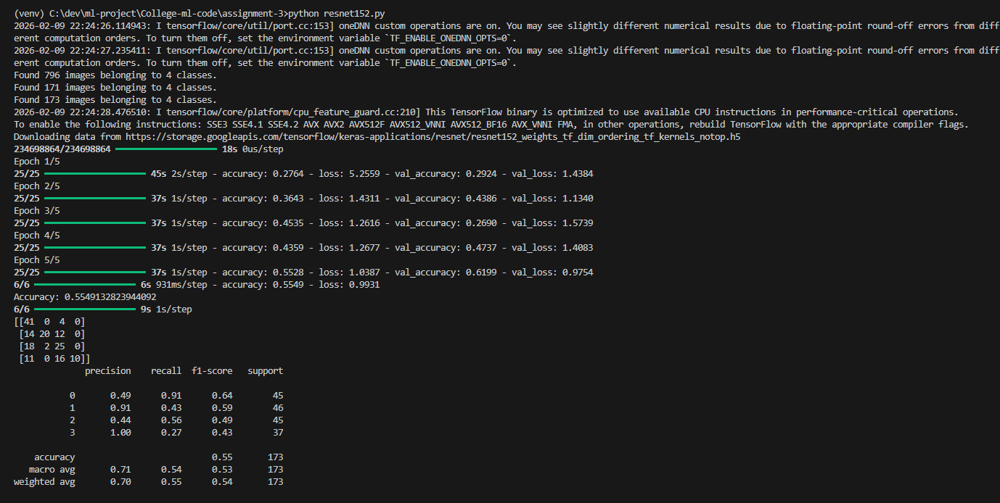 (venv) C:\dev\ml-project\College-ml-code\assignment-3>python resnet152.py
2026-02-09 22:24:26.114943: I tensorflow/core/util/port.cc:153] oneDNN custom operations are on. You may see slightly different numerical results due to floating-point round-off errors from diff
erent computation orders. To turn them off, set the environment variable `TF_ENABLE_ONEDNN_OPTS=0`.
2026-02-09 22:24:27.235411: I tensorflow/core/util/port.cc:153] oneDNN custom operations are on. You may see slightly different numerical results due to floating-point round-off errors from diff
erent computation orders. To turn them off, set the environment variable `TF_ENABLE_ONEDNN_OPTS=0`.
Found 796 images belonging to 4 classes.
Found 171 images belonging to 4 classes.
Found 173 images belonging to 4 classes.
2026-02-09 22:24:28.476510: I tensorflow/core/platform/cpu_feature_guard.cc:210] This TensorFlow binary is optimized to use available CPU instructions in performance-critical operations.
To enable the following instructions: SSE3 SSE4.1 SSE4.2 AVX AVX2 AVX512F AVX512_VNNI AVX512_BF16 AVX_VNNI FMA, in other operations, rebuild TensorFlow with the appropriate compiler flags.
Downloading data from https://storage.googleapis.com/tensorflow/keras-applications/resnet/resnet152_weights_tf_dim_ordering_tf_kernels_notop.h5
234698864/234698864 18s 0us/step
Epoch 1/5
25/25 45s 2s/step - accuracy: 0.2764 - loss: 5.2559 - val_accuracy: 0.2924 - val_loss: 1.4384
Epoch 2/5
25/25 37s 1s/step - accuracy: 0.3643 - loss: 1.4311 - val_accuracy: 0.4386 - val_loss: 1.1340
Epoch 3/5
25/25 37s 1s/step - accuracy: 0.4535 - loss: 1.2616 - val_accuracy: 0.2690 - val_loss: 1.5739
Epoch 4/5
25/25 37s 1s/step - accuracy: 0.4359 - loss: 1.2677 - val_accuracy: 0.4737 - val_loss: 1.4083
Epoch 5/5
25/25 37s 1s/step - accuracy: 0.5528 - loss: 1.0387 - val_accuracy: 0.6199 - val_loss: 0.9754
6/6 6s 931ms/step - accuracy: 0.5549 - loss: 0.9931
Accuracy: 0.5549132823944092
6/6 9s 1s/step
[[41  0  4  0]
 [14 20 12  0]
 [18  2 25  0]
 [11  0 16 10]]
              precision    recall  f1-score   support
           0       0.49      0.91      0.64        45
           1       0.91      0.43      0.59        46
           2       0.44      0.56      0.49        45
           3       1.00      0.27      0.43        37
    accuracy                           0.55       173
   macro avg       0.71      0.54      0.53       173
weighted avg       0.70      0.55      0.54       173